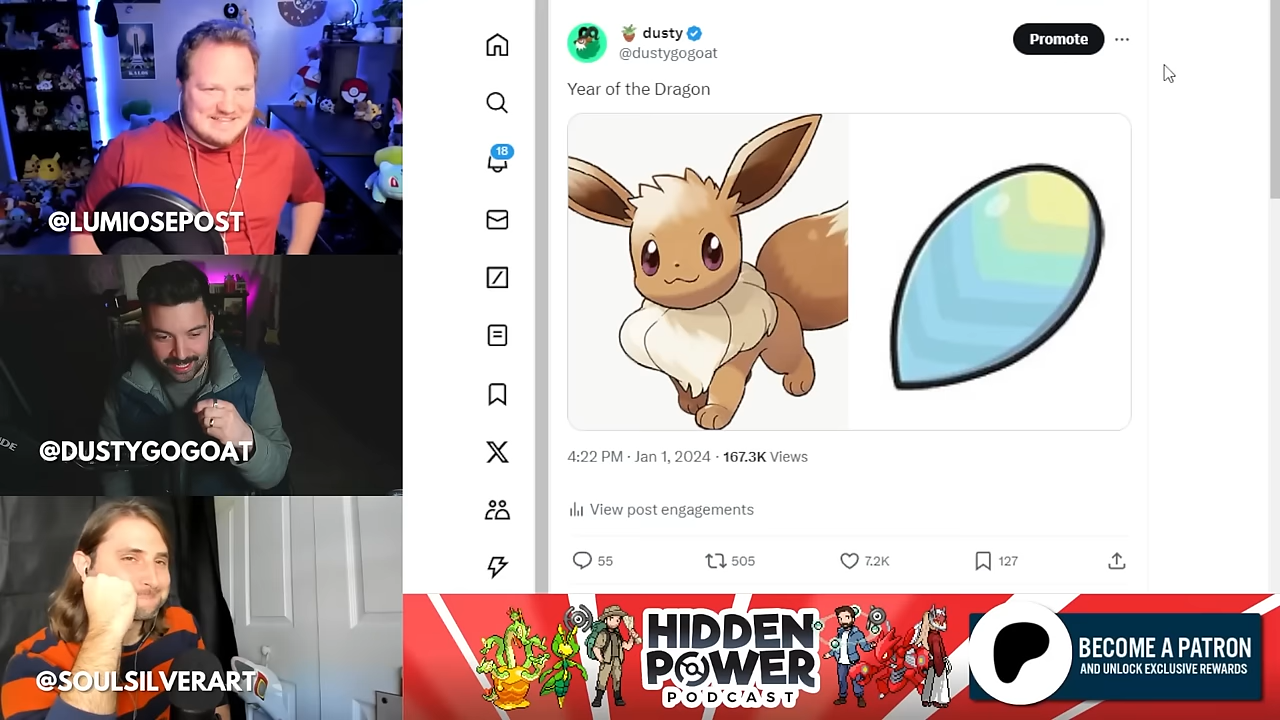 KALOS
@LUMIOSEPOST
@DUSTYGOGOAT
@SOULSILVERART
dusty
@dustygogoat
Promote
Year of the Dragon
18
4:22 PM · Jan 1, 2024 · 167.3K Views
View post engagements
55
505
7.2K
127
HIDDEN
POWER
PODCAST
BECOME A PATRON
AND UNLOCK EXCLUSIVE REWARDS